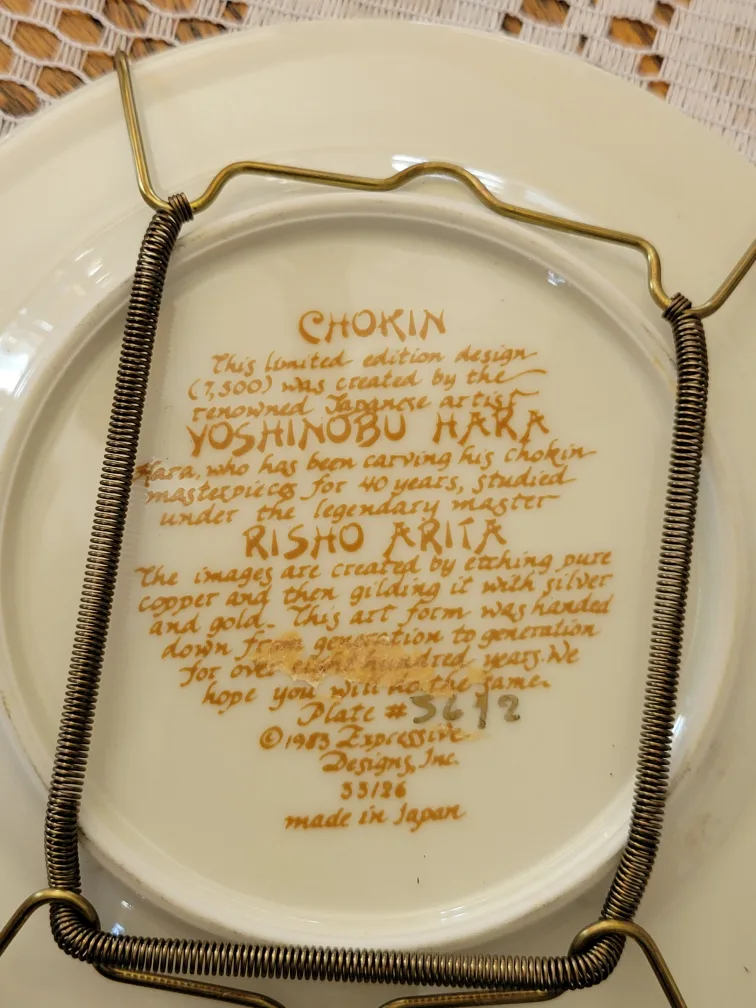 CHOKIN
This limited edition design
(7,500) was created by the
renowned Japanese artist
YOSHINOBU HARA
Hara, who has been carving his chokin
masterpieces for 40 years, studied
under the legendary master
RISHO ARITA
The images are created by etching pure
copper and then gilding it with silver
and gold. This art form was handed
down from generation to generation
for over eight hundred years. We
hope you will do the same.
Plate # 3612
©1983 Expressive
Designs, Inc.
33126
made in Japan